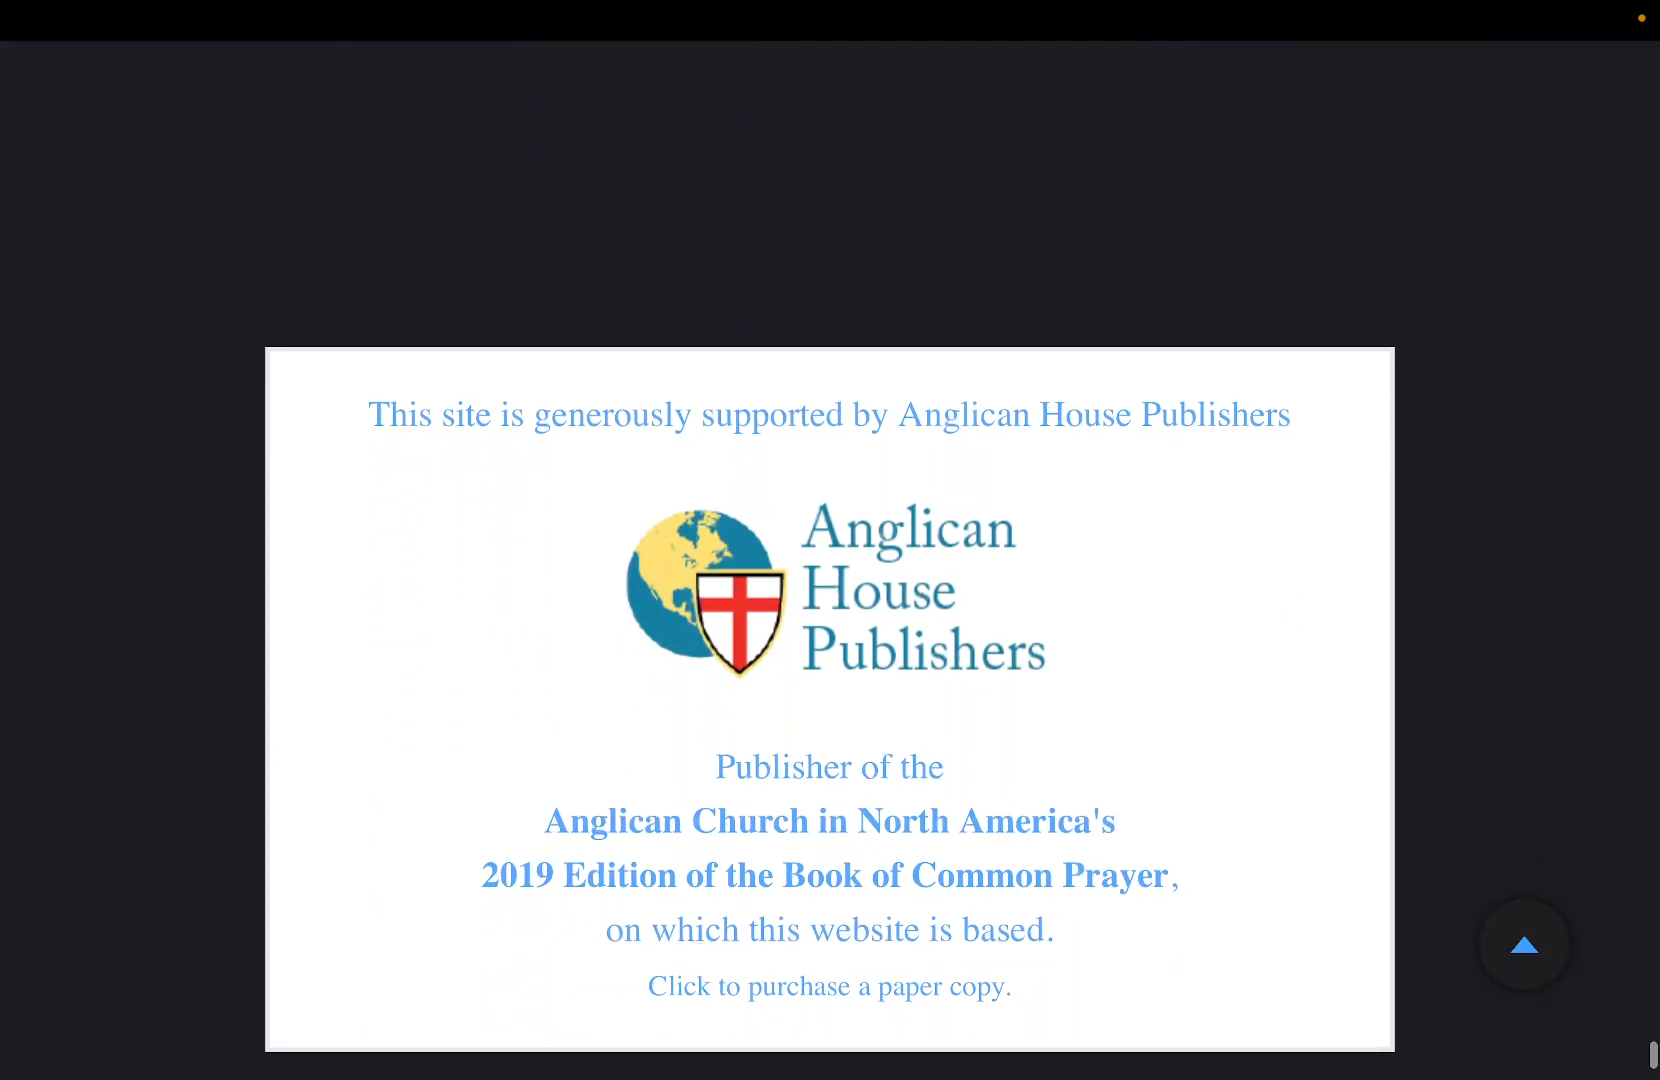 This site is generously supported by Anglican House Publishers
Anglican
House
Publishers
Publisher of the
Anglican Church in North America's
2019 Edition of the Book of Common Prayer,
on which this website is based.
Click to purchase a paper copy.